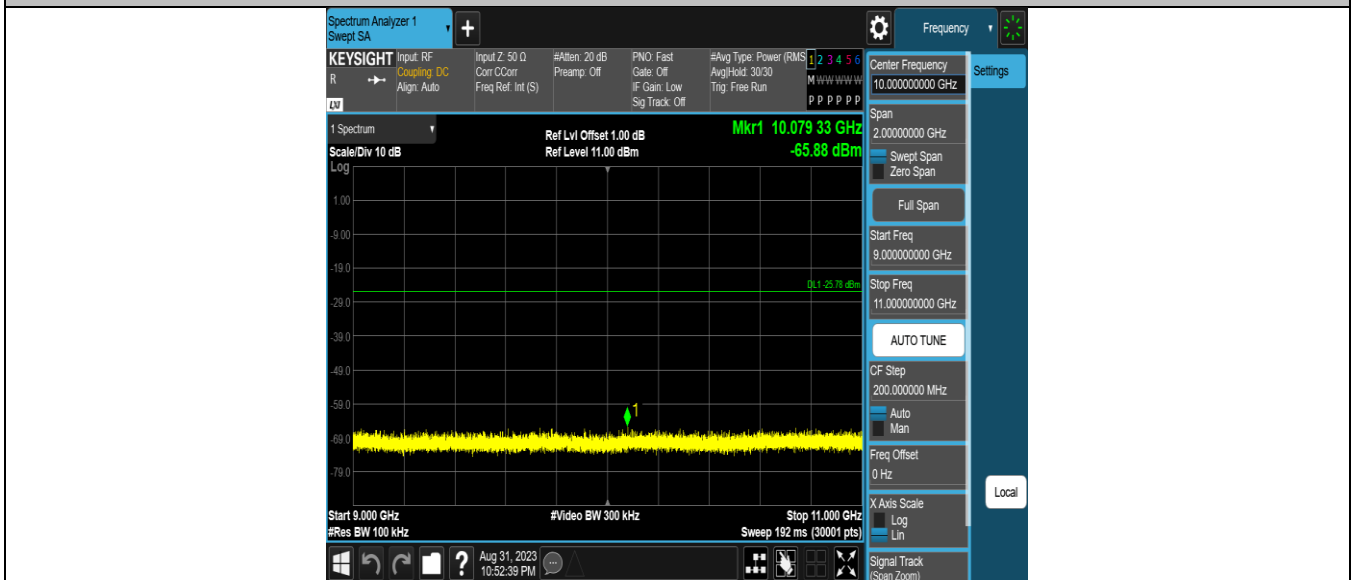 Spectrum Analyzer 1
Swept SA
Frequency
KEYSIGHT
R
LXI
Input: RF
Coupling: DC
Align: Auto
Input Z: 50 Ω
Corr CCorr
Freq Ref: Int (S)
#Atten: 20 dB
Preamp: Off
PNO: Fast
Gate: Off
IF Gain: Low
Sig Track: Off
#Avg Type: Power (RMS
Avg|Hold: 30/30
Trig: Free Run
1 2 3 4 5 6
M W W W W W
P P P P P P
1 Spectrum
Scale/Div 10 dB
Ref Lvl Offset 1.00 dB
Ref Level 11.00 dBm
Mkr1 10.079 33 GHz
-65.88 dBm
Log
1.00
-9.00
-19.0
DL1 -25.78 dBm
-29.0
-39.0
-49.0
-59.0
1
-69.0
-79.0
Start 9.000 GHz
#Video BW 300 kHz
Stop 11.000 GHz
#Res BW 100 kHz
Sweep 192 ms (30001 pts)
Aug 31, 2023
10:52:39 PM
Center Frequency
10.000000000 GHz
Settings
Span
2.00000000 GHz
Swept Span
Zero Span
Full Span
Start Freq
9.000000000 GHz
Stop Freq
11.000000000 GHz
AUTO TUNE
CF Step
200.000000 MHz
Auto
Man
Freq Offset
0 Hz
X Axis Scale
Log
Lin
Local
Signal Track
(Span Zoom)